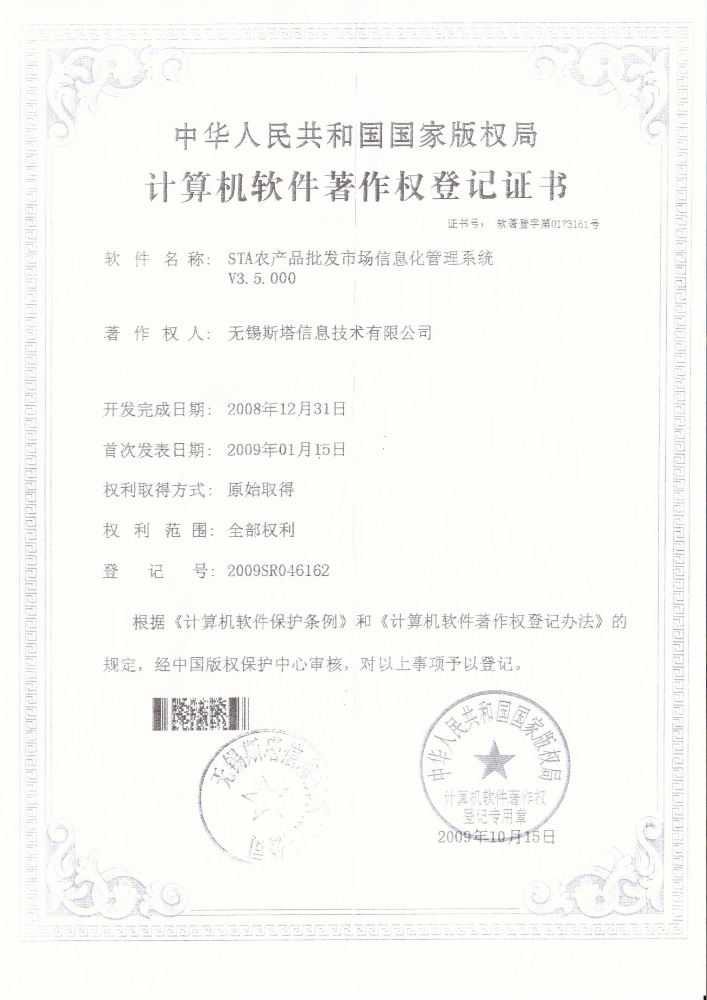 中华人民共和国国家版权局
计算机软件著作权登记证书
证书号： 软著登字第0173161号
软件名称： STA农产品批发市场信息化管理系统
V3.5.000
著作权人： 无锡斯塔信息技术有限公司
开发完成日期： 2008年12月31日
首次发表日期： 2009年01月15日
权利取得方式： 原始取得
权利范围： 全部权利
登记号： 2009SR046162
根据《计算机软件保护条例》和《计算机软件著作权登记办法》的
规定，经中国版权保护中心审核，对以上事项予以登记。
无锡斯塔信息
公司
中华人民共和国国家版权局
计算机软件著作权
登记专用章
2009年10月15日